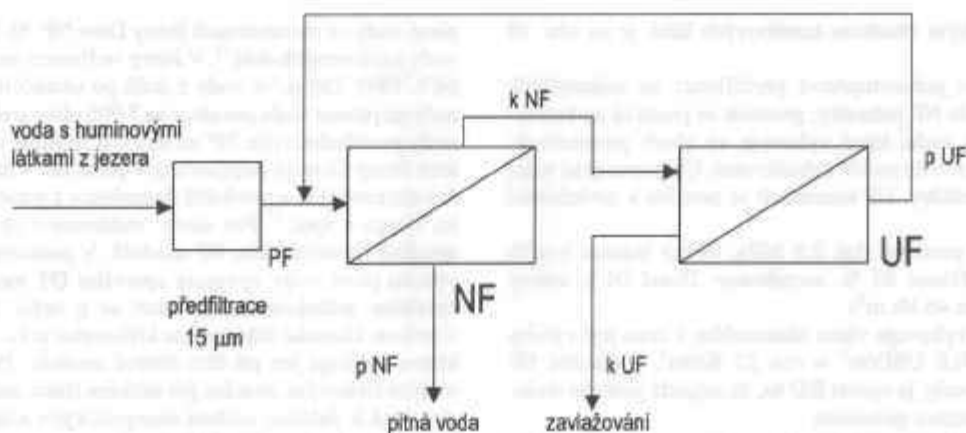 k NF
p UF
voda s huminovými
látkami z jezera
PF
NF
UF
předfiltrace
15 µm
p NF
k UF
pitná voda
zavlažování